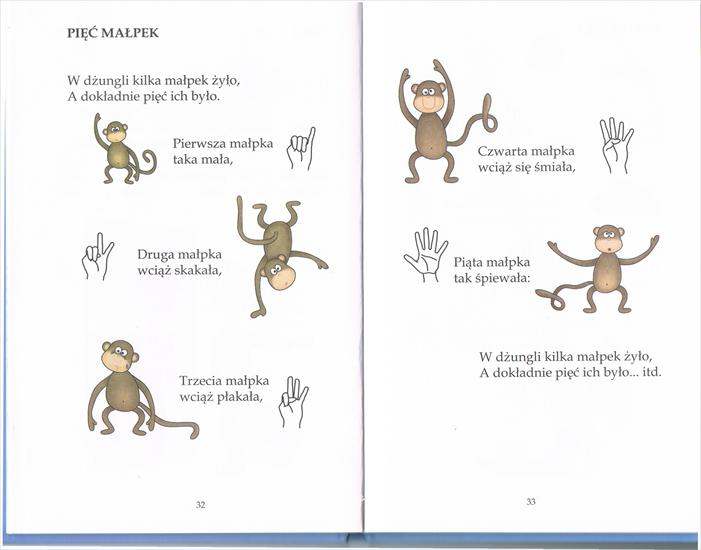 PIĘĆ MAŁPEK
W dżungli kilka małpek żyło,
A dokładnie pięć ich było.
Pierwsza małpka
taka mała,
Druga małpka
wciąż skakała,
Trzecia małpka
wciąż płakała,
32
Czwarta małpka
wciąż się śmiała,
Piąta małpka
tak śpiewała:
W dżungli kilka małpek żyło,
A dokładnie pięć ich było... itd.
33